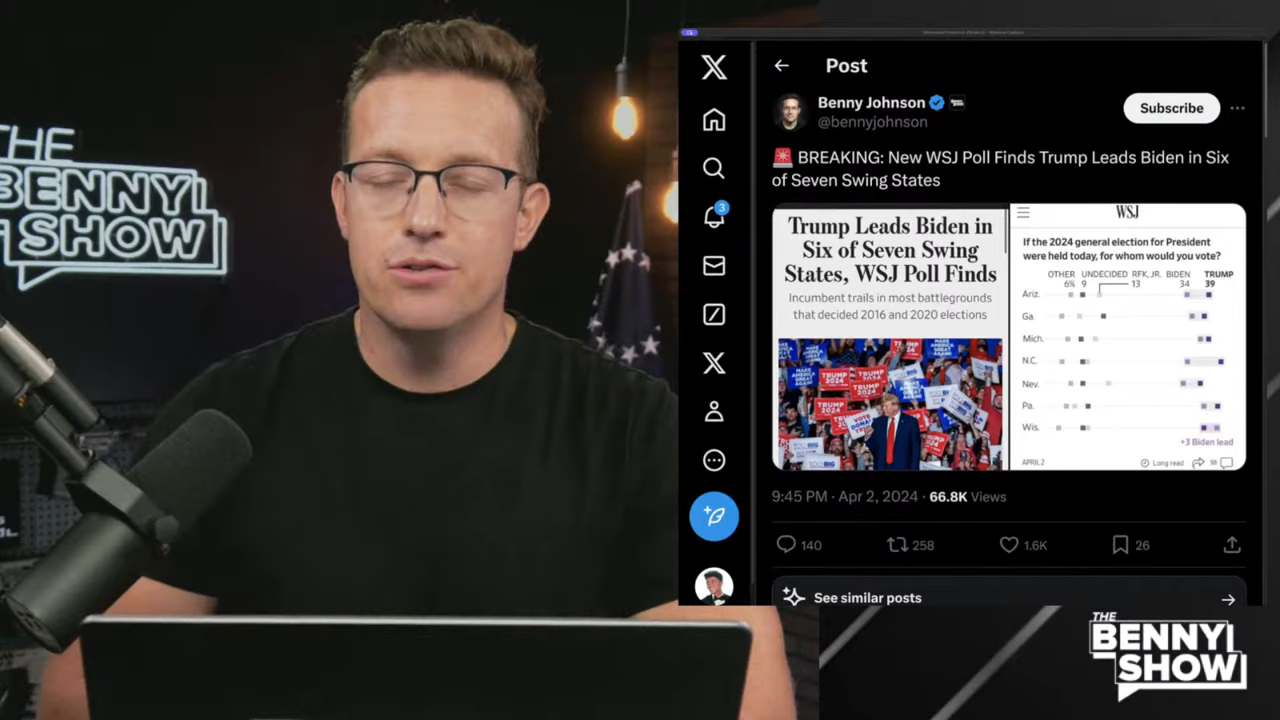 THE
BENNY
SHOW
Post
Benny Johnson
@bennyjohnson
Subscribe
3
🚨 BREAKING: New WSJ Poll Finds Trump Leads Biden in Six
of Seven Swing States
Trump Leads Biden in
Six of Seven Swing
States, WSJ Poll Finds
Incumbent trails in most battlegrounds
that decided 2016 and 2020 elections
WSJ
If the 2024 general election for President
were held today, for whom would you vote?
OTHER UNDECIDED RFK, JR. BIDEN TRUMP
6% 9 13 34 39
Ariz.
Ga.
Mich.
N.C.
Nev.
Pa.
Wis.
+3 Biden lead
APRIL 2
Long read
88
9:45 PM · Apr 2, 2024 · 66.8K Views
140 258 1.6K 26
See similar posts
THE
BENNY
SHOW